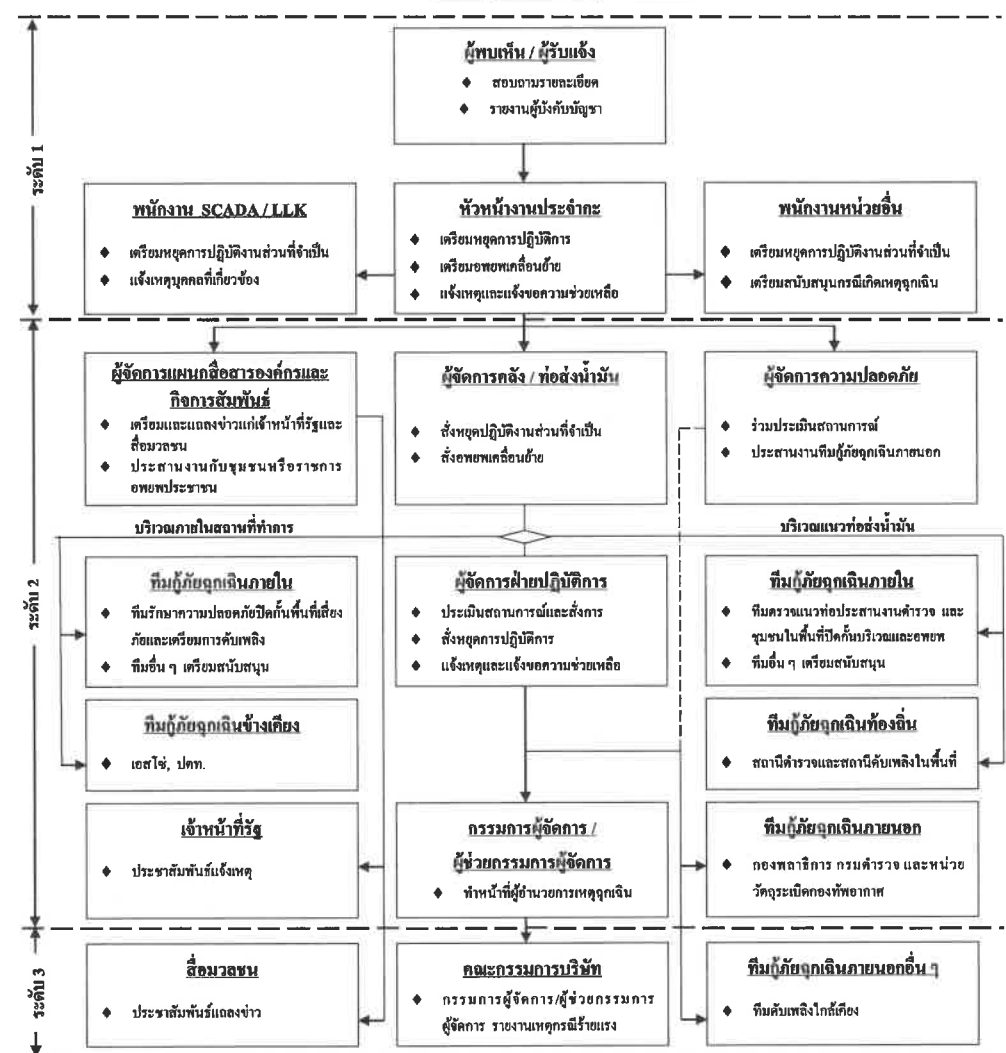 ผู้พบเห็น / ผู้รับแจ้ง
♦ สอบถามรายละเอียด
♦ รายงานผู้บังคับบัญชา
ระดับ 1
พนักงาน SCADA / LLK
♦ เตรียมหยุดการปฏิบัติงานส่วนที่จำเป็น
♦ แจ้งเหตุบุคคลที่เกี่ยวข้อง
หัวหน้างานประจำกะ
♦ เตรียมหยุดการปฏิบัติการ
♦ เตรียมอพยพเคลื่อนย้าย
♦ แจ้งเหตุและแจ้งขอความช่วยเหลือ
พนักงานหน่วยอื่น
♦ เตรียมหยุดการปฏิบัติงานส่วนที่จำเป็น
♦ เตรียมสนับสนุนกรณีเกิดเหตุฉุกเฉิน
ระดับ 2
ผู้จัดการแผนกสื่อสารองค์กรและ
กิจการสัมพันธ์
♦ เตรียมและแถลงข่าวแก่เจ้าหน้าที่รัฐและ
สื่อมวลชน
♦ ประสานงานกับชุมชนหรือราชการ
อพยพประชาชน
ผู้จัดการคลัง / ท่อส่งน้ำมัน
♦ สั่งหยุดปฏิบัติงานส่วนที่จำเป็น
♦ สั่งอพยพเคลื่อนย้าย
ผู้จัดการความปลอดภัย
♦ ร่วมประเมินสถานการณ์
♦ ประสานงานทีมกู้ภัยฉุกเฉินภายนอก
บริเวณภายในสถานที่ทำการ
บริเวณแนวท่อส่งน้ำมัน
ทีมกู้ภัยฉุกเฉินภายใน
♦ ทีมรักษาความปลอดภัยปิดกั้นพื้นที่เสี่ยง
ภัยและเตรียมการดับเพลิง
♦ ทีมอื่น ๆ เตรียมสนับสนุน
ผู้จัดการฝ่ายปฏิบัติการ
♦ ประเมินสถานการณ์และสั่งการ
♦ สั่งหยุดการปฏิบัติการ
♦ แจ้งเหตุและแจ้งขอความช่วยเหลือ
ทีมกู้ภัยฉุกเฉินภายใน
♦ ทีมตรวจแนวท่อประสานงานตำรวจ และ
ชุมชนในพื้นที่ปิดกั้นบริเวณและอพยพ
♦ ทีมอื่น ๆ เตรียมสนับสนุน
ทีมกู้ภัยฉุกเฉินข้างเคียง
♦ เอสโซ่, ปตท.
ทีมกู้ภัยฉุกเฉินท้องถิ่น
♦ สถานีตำรวจและสถานีดับเพลิงในพื้นที่
เจ้าหน้าที่รัฐ
♦ ประชาสัมพันธ์แจ้งเหตุ
กรรมการผู้จัดการ /
ผู้ช่วยกรรมการผู้จัดการ
♦ ทำหน้าที่ผู้อำนวยการเหตุฉุกเฉิน
ทีมกู้ภัยฉุกเฉินภายนอก
♦ กองพลาธิการ กรมตำรวจ และหน่วย
วัตถุระเบิดกองทัพอากาศ
ระดับ 3
สื่อมวลชน
♦ ประชาสัมพันธ์แถลงข่าว
คณะกรรมการบริษัท
♦ กรรมการผู้จัดการ/ผู้ช่วยกรรมการ
ผู้จัดการ รายงานเหตุกรณีร้ายแรง
ทีมกู้ภัยฉุกเฉินภายนอกอื่น ๆ
♦ ทีมดับเพลิงใกล้เคียง